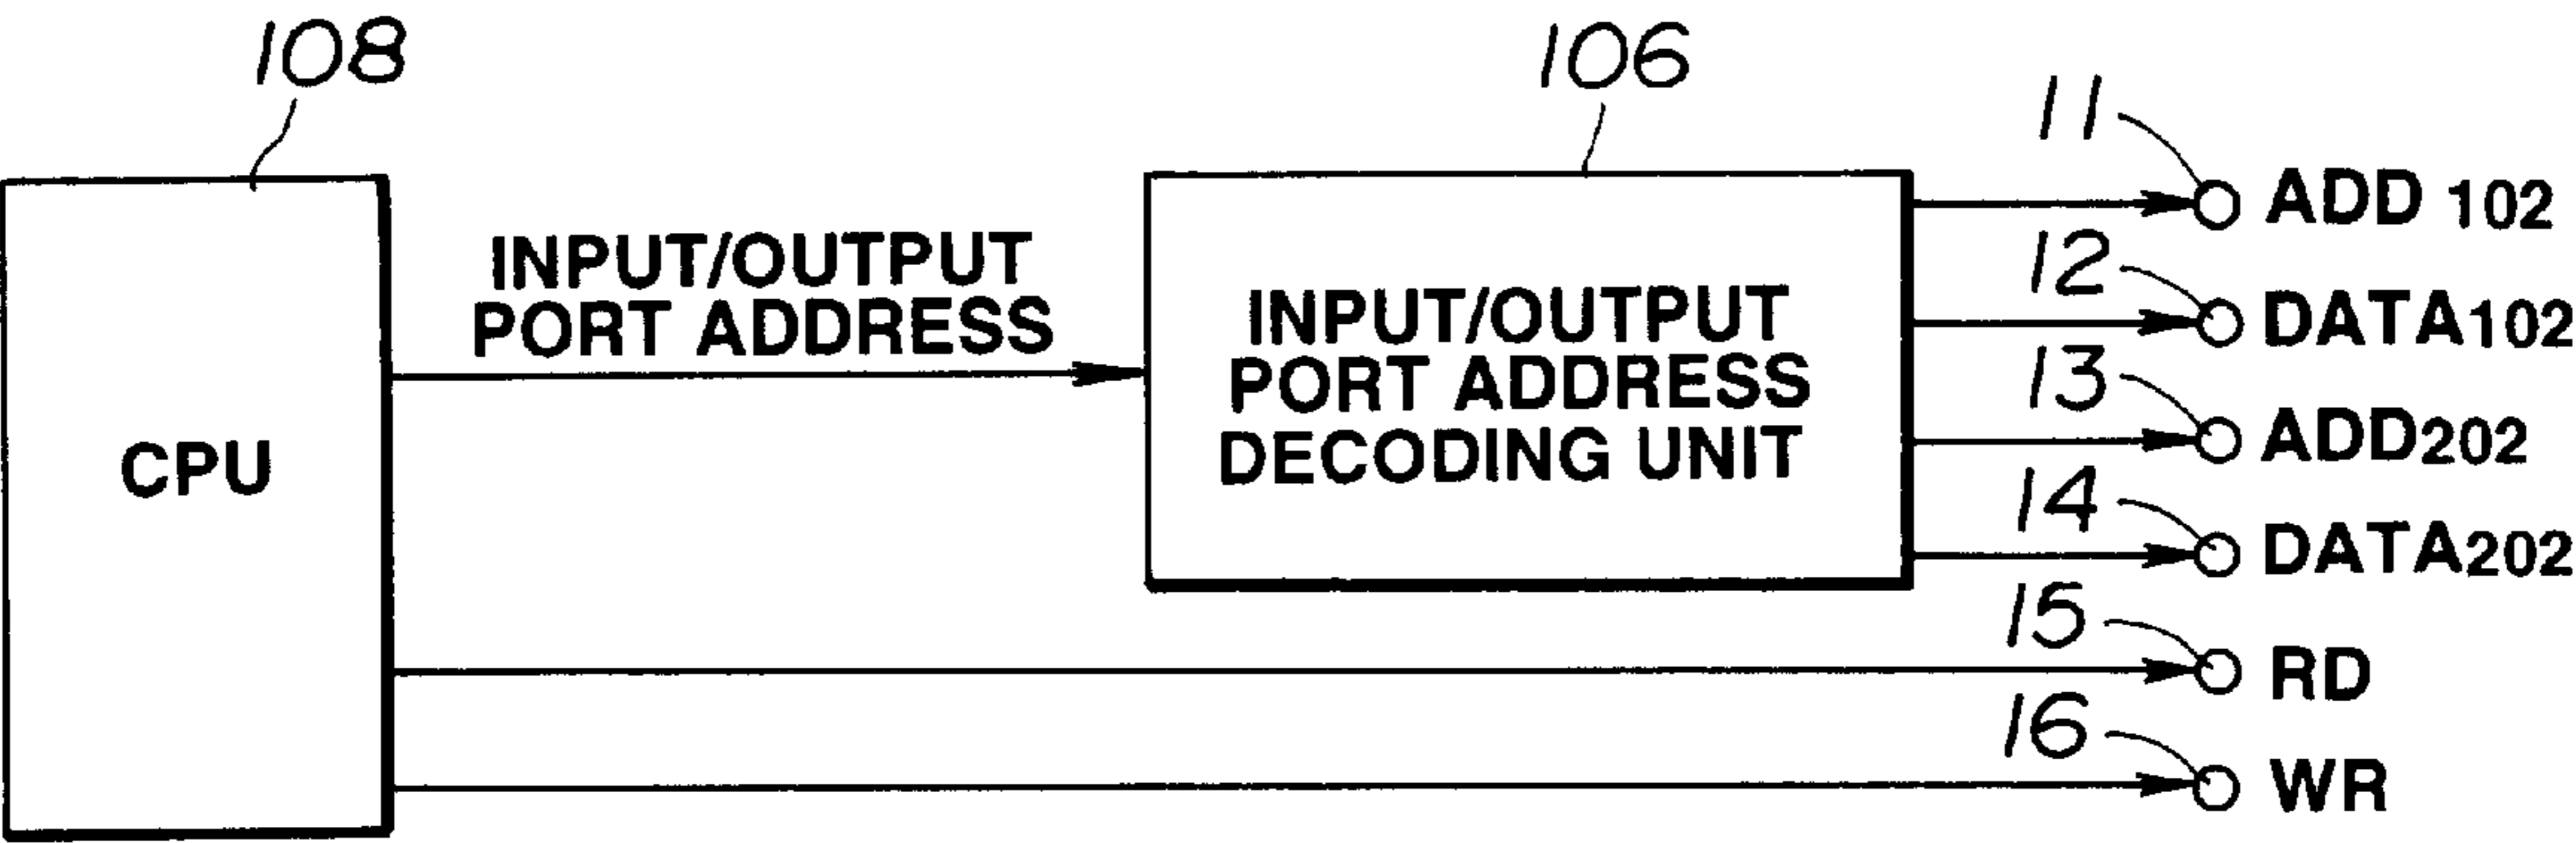 108
106
11
ADD 102
INPUT/OUTPUT
PORT ADDRESS
12
DATA102
INPUT/OUTPUT
PORT ADDRESS
DECODING UNIT
13
ADD202
CPU
14
DATA202
15
RD
16
WR